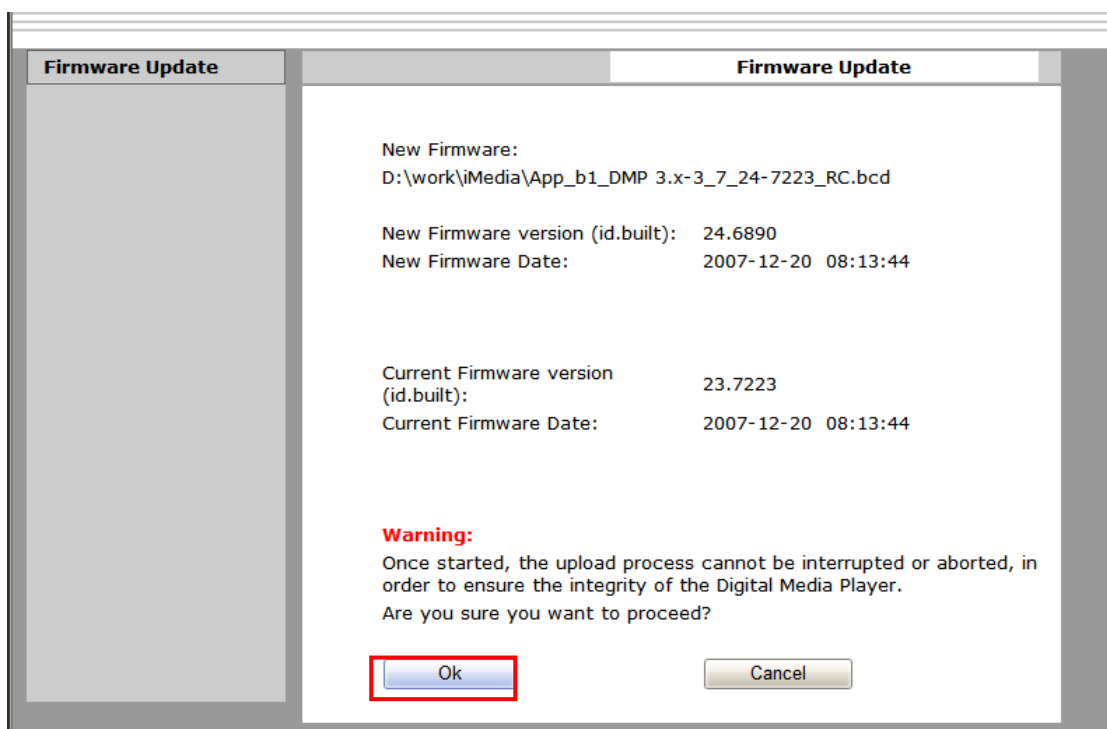 Firmware Update
Firmware Update
New Firmware:
D:\work\iMedia\App_b1_DMP 3.x-3_7_24-7223_RC.bcd
New Firmware version (id.built): 24.6890
New Firmware Date: 2007-12-20 08:13:44
Current Firmware version
(id.built): 23.7223
Current Firmware Date: 2007-12-20 08:13:44
Warning:
Once started, the upload process cannot be interrupted or aborted, in
order to ensure the integrity of the Digital Media Player.
Are you sure you want to proceed?
Ok Cancel